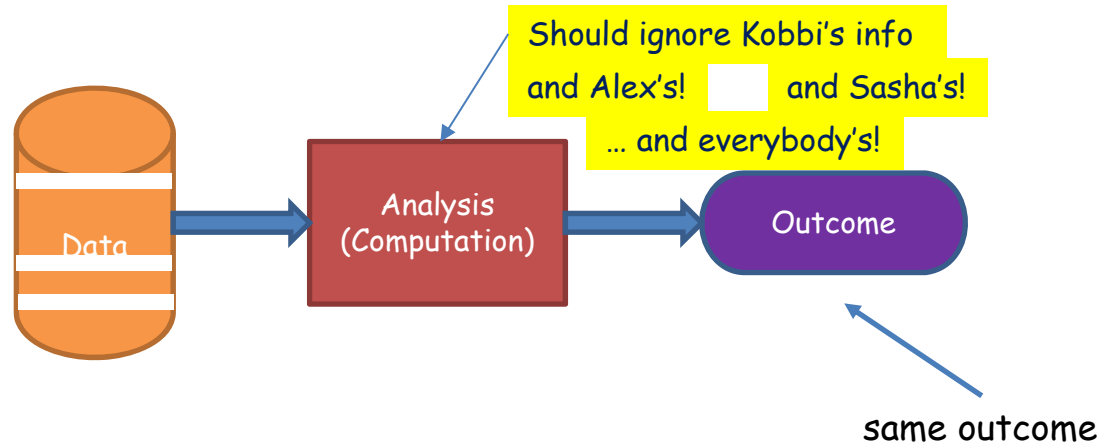 Should ignore Kobbi's info
and Alex's! and Sasha's!
... and everybody's!
Data
Analysis
(Computation)
Outcome
same outcome